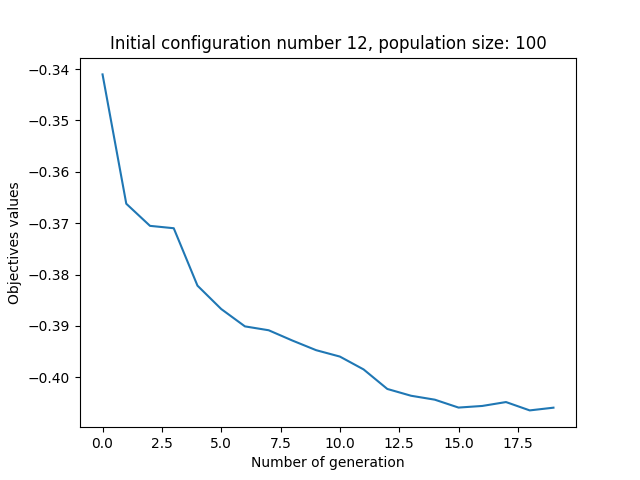 Initial configuration number 12, population size: 100
−0.34
−0.35
−0.36
−0.37
−0.38
−0.39
−0.40
Objectives values
0.0 2.5 5.0 7.5 10.0 12.5 15.0 17.5
Number of generation